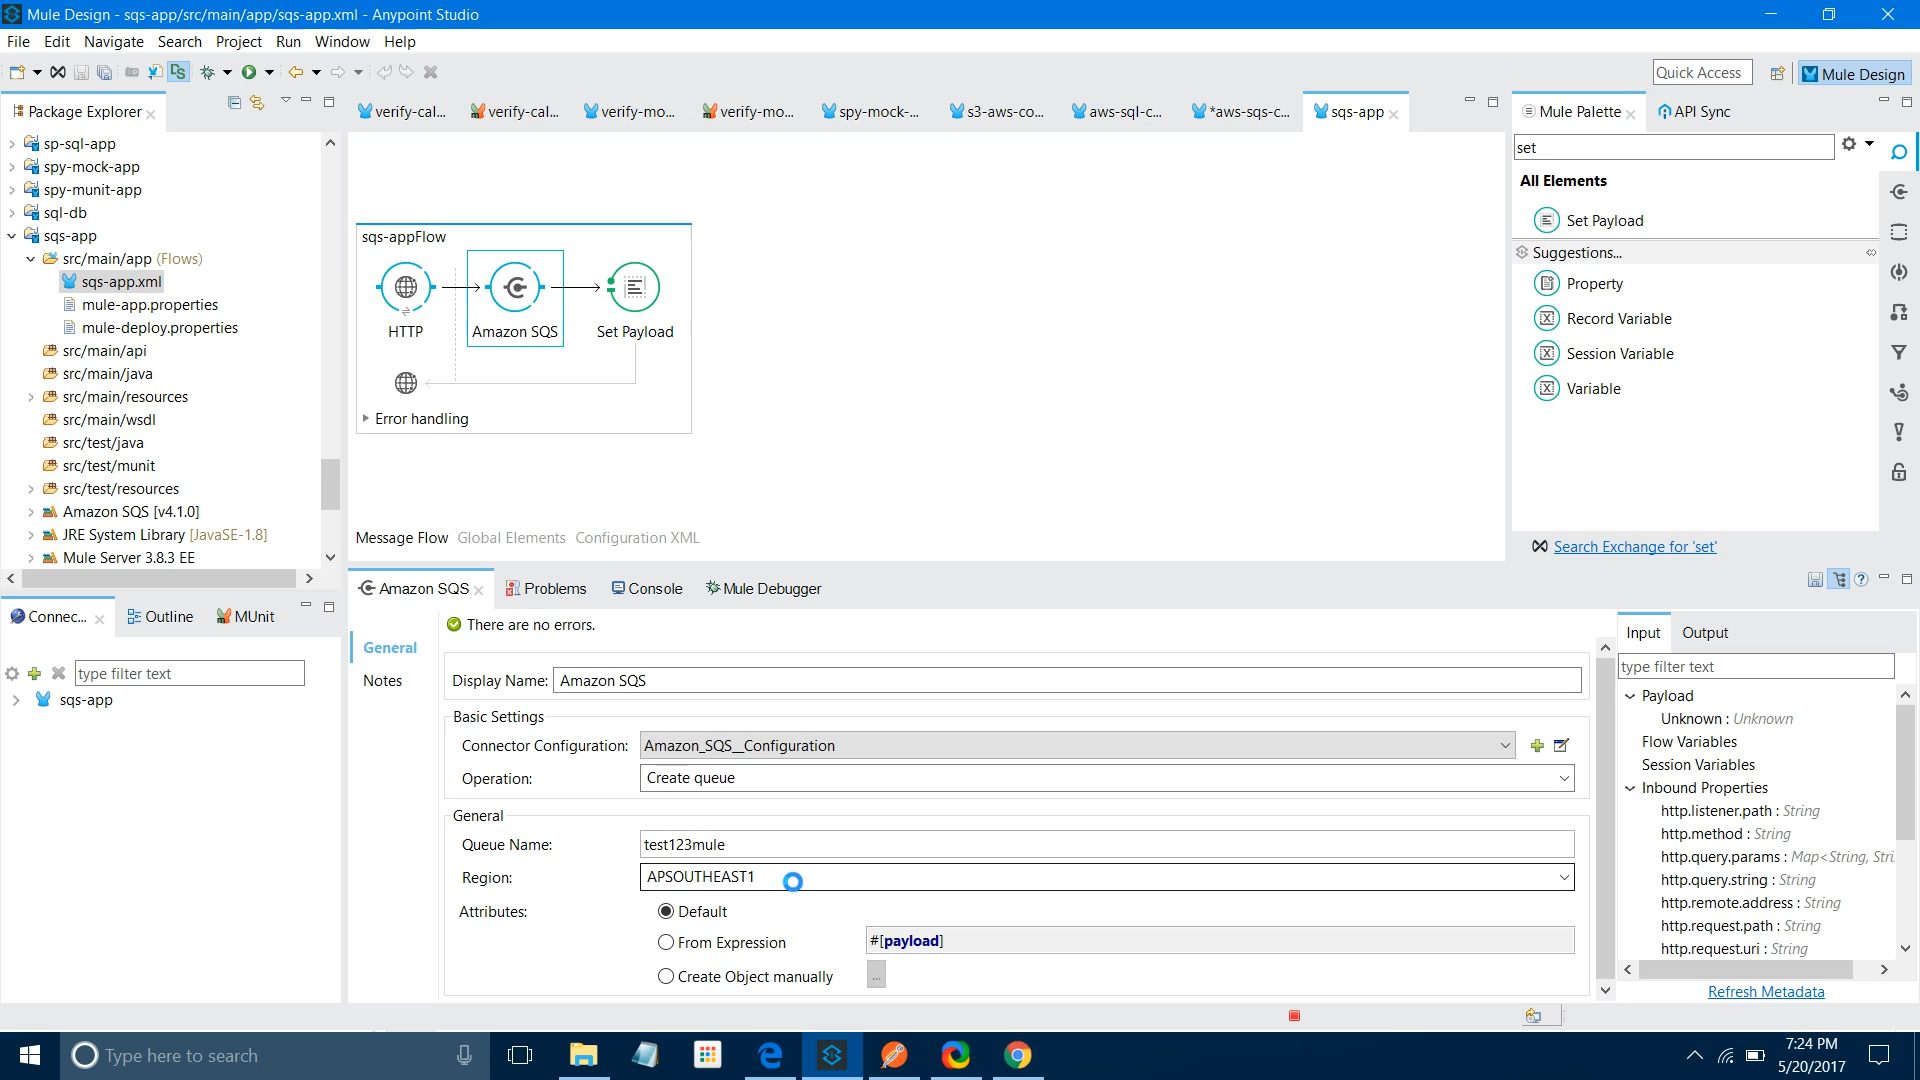 Mule Design - sqs-app/src/main/app/sqs-app.xml - Anypoint Studio
File Edit Navigate Search Project Run Window Help
Quick Access
Mule Design
Package Explorer
sp-sql-app
spy-mock-app
spy-munit-app
sql-db
sqs-app
src/main/app (Flows)
sqs-app.xml
mule-app.properties
mule-deploy.properties
src/main/api
src/main/java
src/main/resources
src/main/wsdl
src/test/java
src/test/munit
src/test/resources
Amazon SQS [v4.1.0]
JRE System Library [JavaSE-1.8]
Mule Server 3.8.3 EE
verify-cal... verify-cal... verify-mo... verify-mo... spy-mock-... s3-aws-co... aws-sql-c... *aws-sqs-c... sqs-app
sqs-appFlow
HTTP
Amazon SQS
Set Payload
Error handling
Message Flow Global Elements Configuration XML
Mule Palette API Sync
set
All Elements
Set Payload
Suggestions...
Property
Record Variable
Session Variable
Variable
Search Exchange for 'set'
Connec... Outline MUnit
type filter text
sqs-app
Amazon SQS Problems Console Mule Debugger
There are no errors.
General
Notes
Display Name: Amazon SQS
Basic Settings
Connector Configuration: Amazon_SQS__Configuration
Operation: Create queue
General
Queue Name: test123mule
Region: APSOUTHEAST1
Attributes: Default
From Expression #[payload]
Create Object manually ...
Input Output
type filter text
Payload
Unknown : Unknown
Flow Variables
Session Variables
Inbound Properties
http.listener.path : String
http.method : String
http.query.params : Map<String, Stri
http.query.string : String
http.remote.address : String
http.request.path : String
http.request.uri : String
Refresh Metadata
Type here to search
7:24 PM
5/20/2017